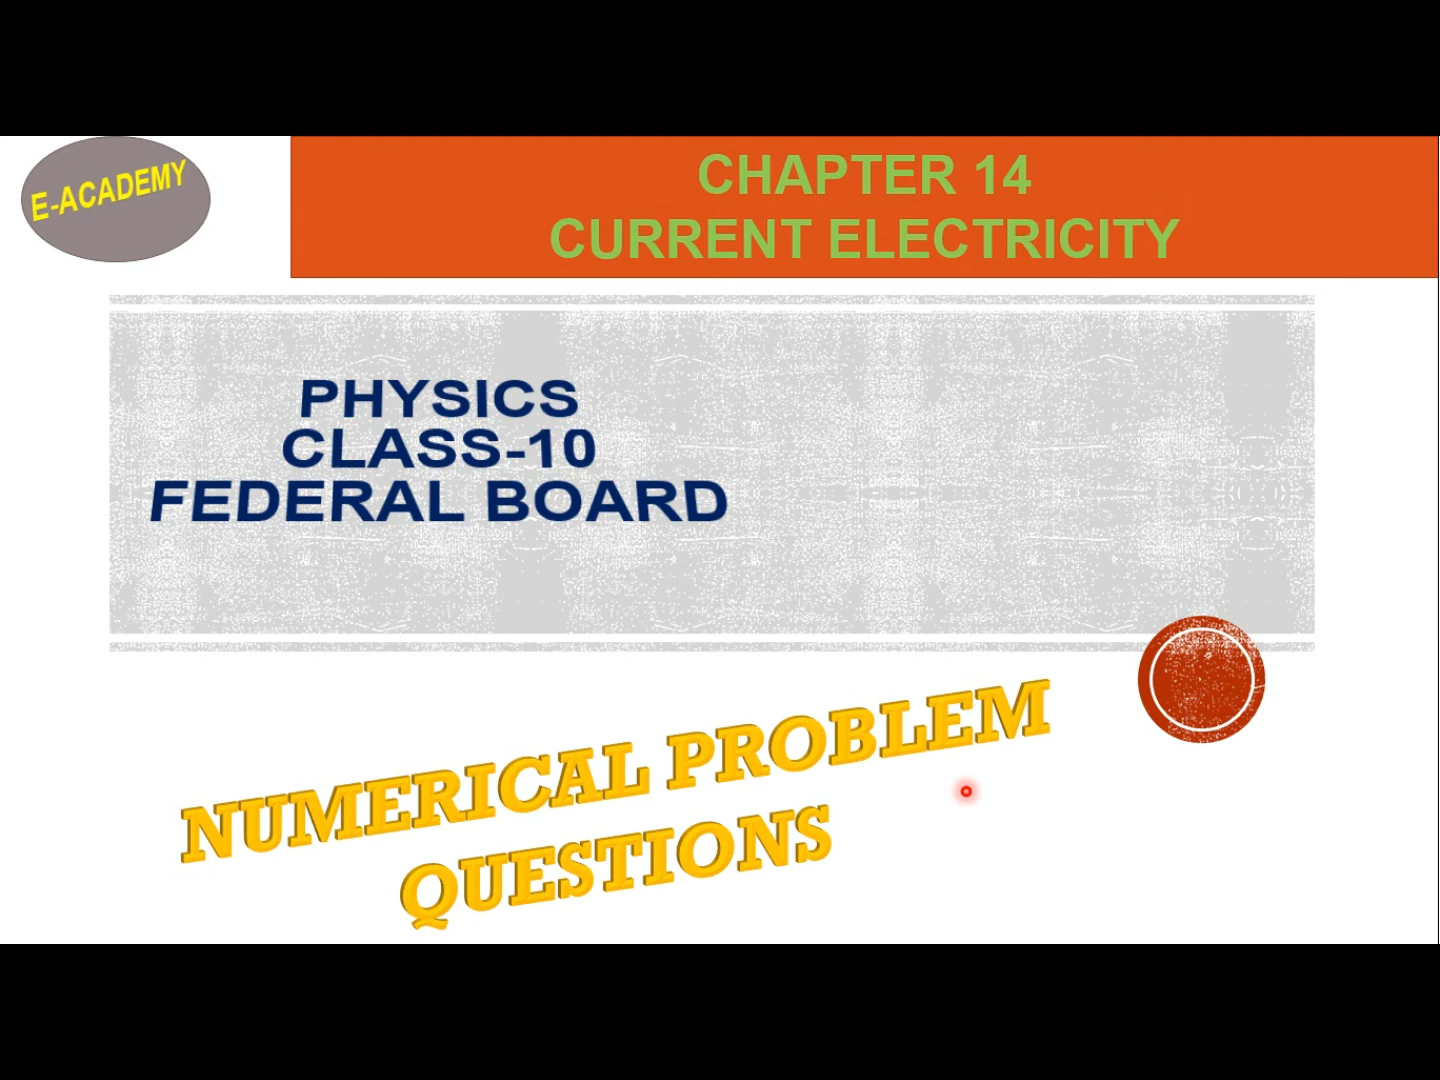 E-ACADEMY
CHAPTER 14
CURRENT ELECTRICITY
PHYSICS
CLASS-10
FEDERAL BOARD
NUMERICAL PROBLEM
QUESTIONS